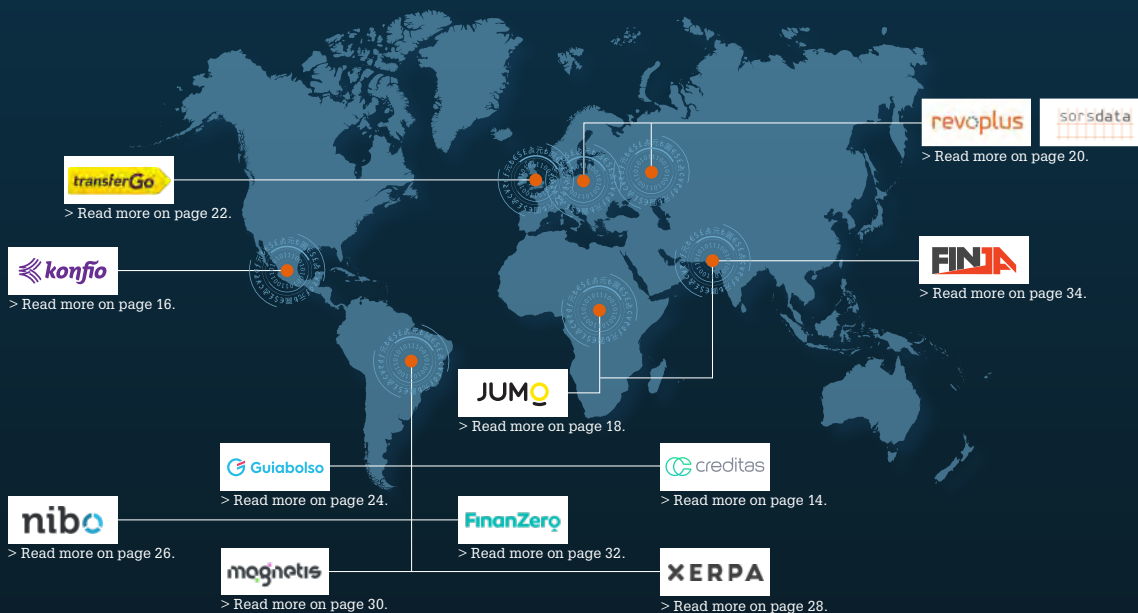 revoplus
sorsdata
> Read more on page 20.
transferGo
> Read more on page 22.
konfío
> Read more on page 16.
FINJA
> Read more on page 34.
JUMO
> Read more on page 18.
Guiabolso
> Read more on page 24.
creditas
> Read more on page 14.
nibo
> Read more on page 26.
FinanZero
> Read more on page 32.
magnetis
> Read more on page 30.
XERPA
> Read more on page 28.